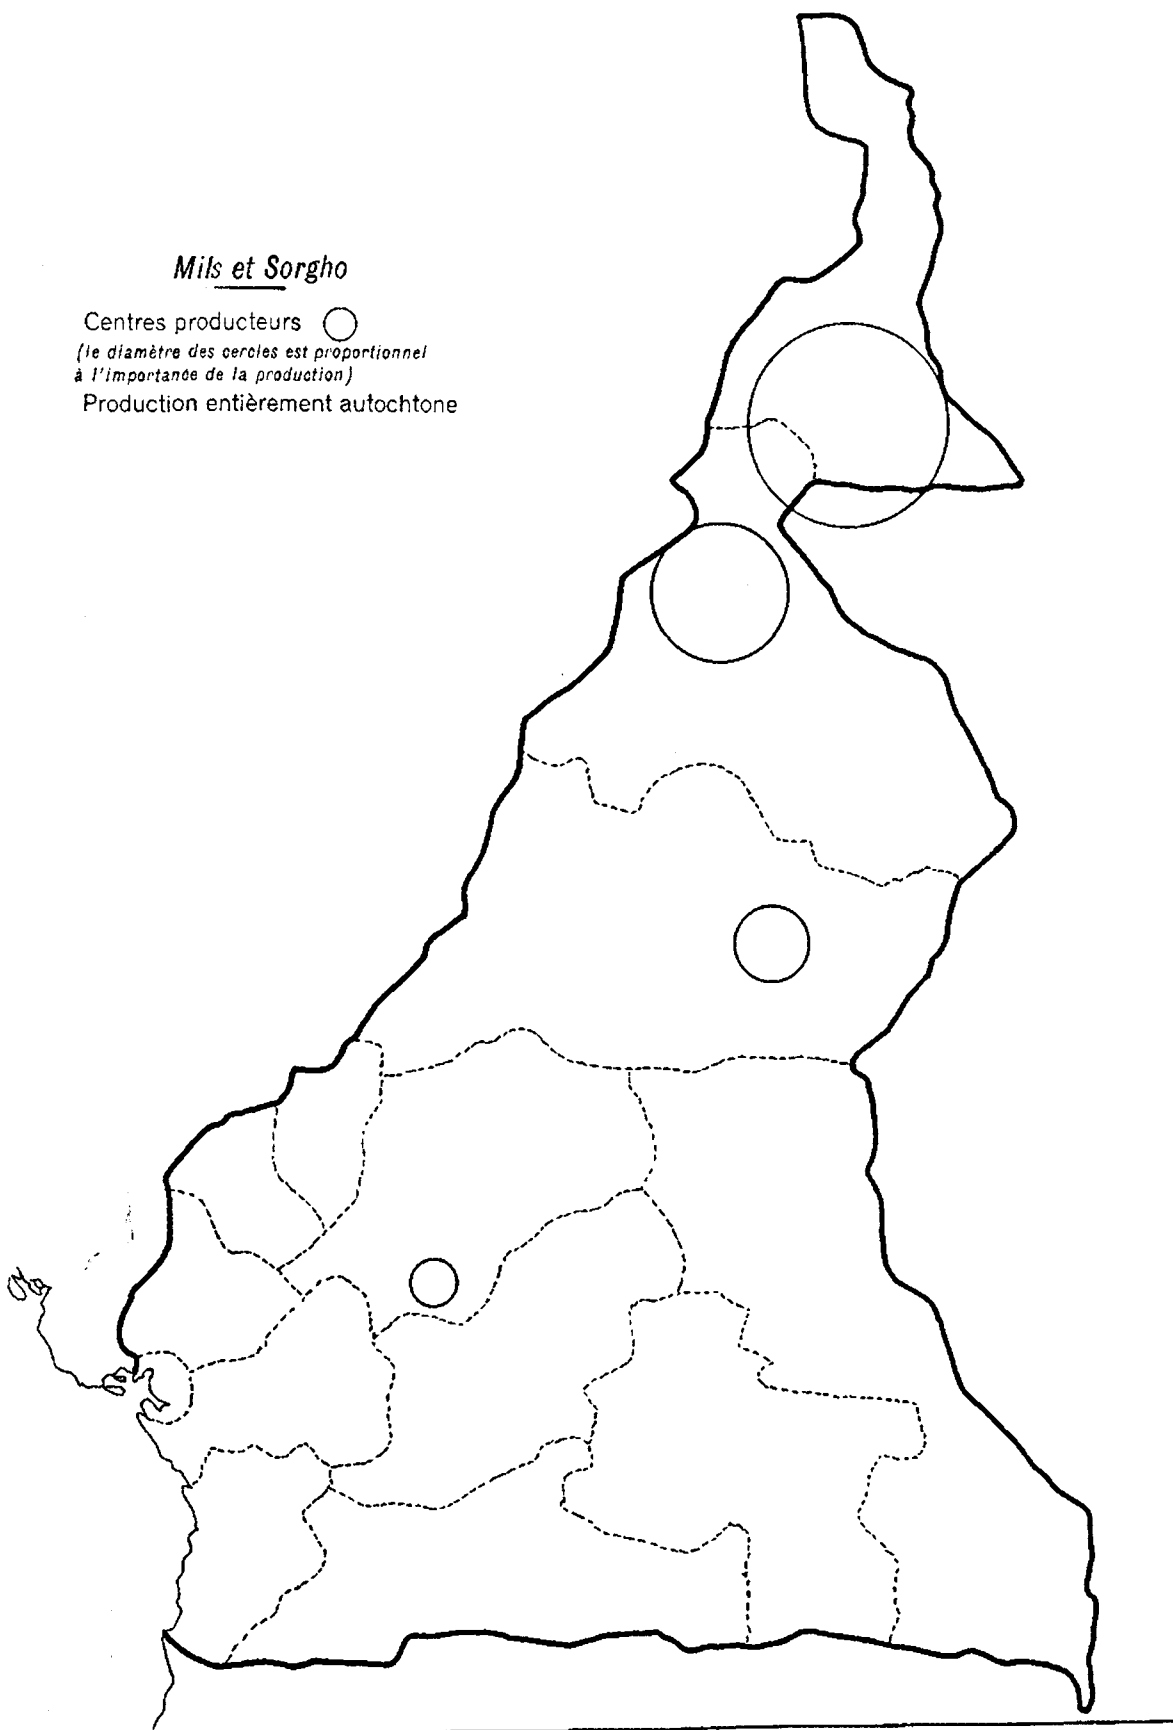 Mils et Sorgho
Centres producteurs
(le diamètre des cercles est proportionnel
à l'importance de la production)
Production entièrement autochtone